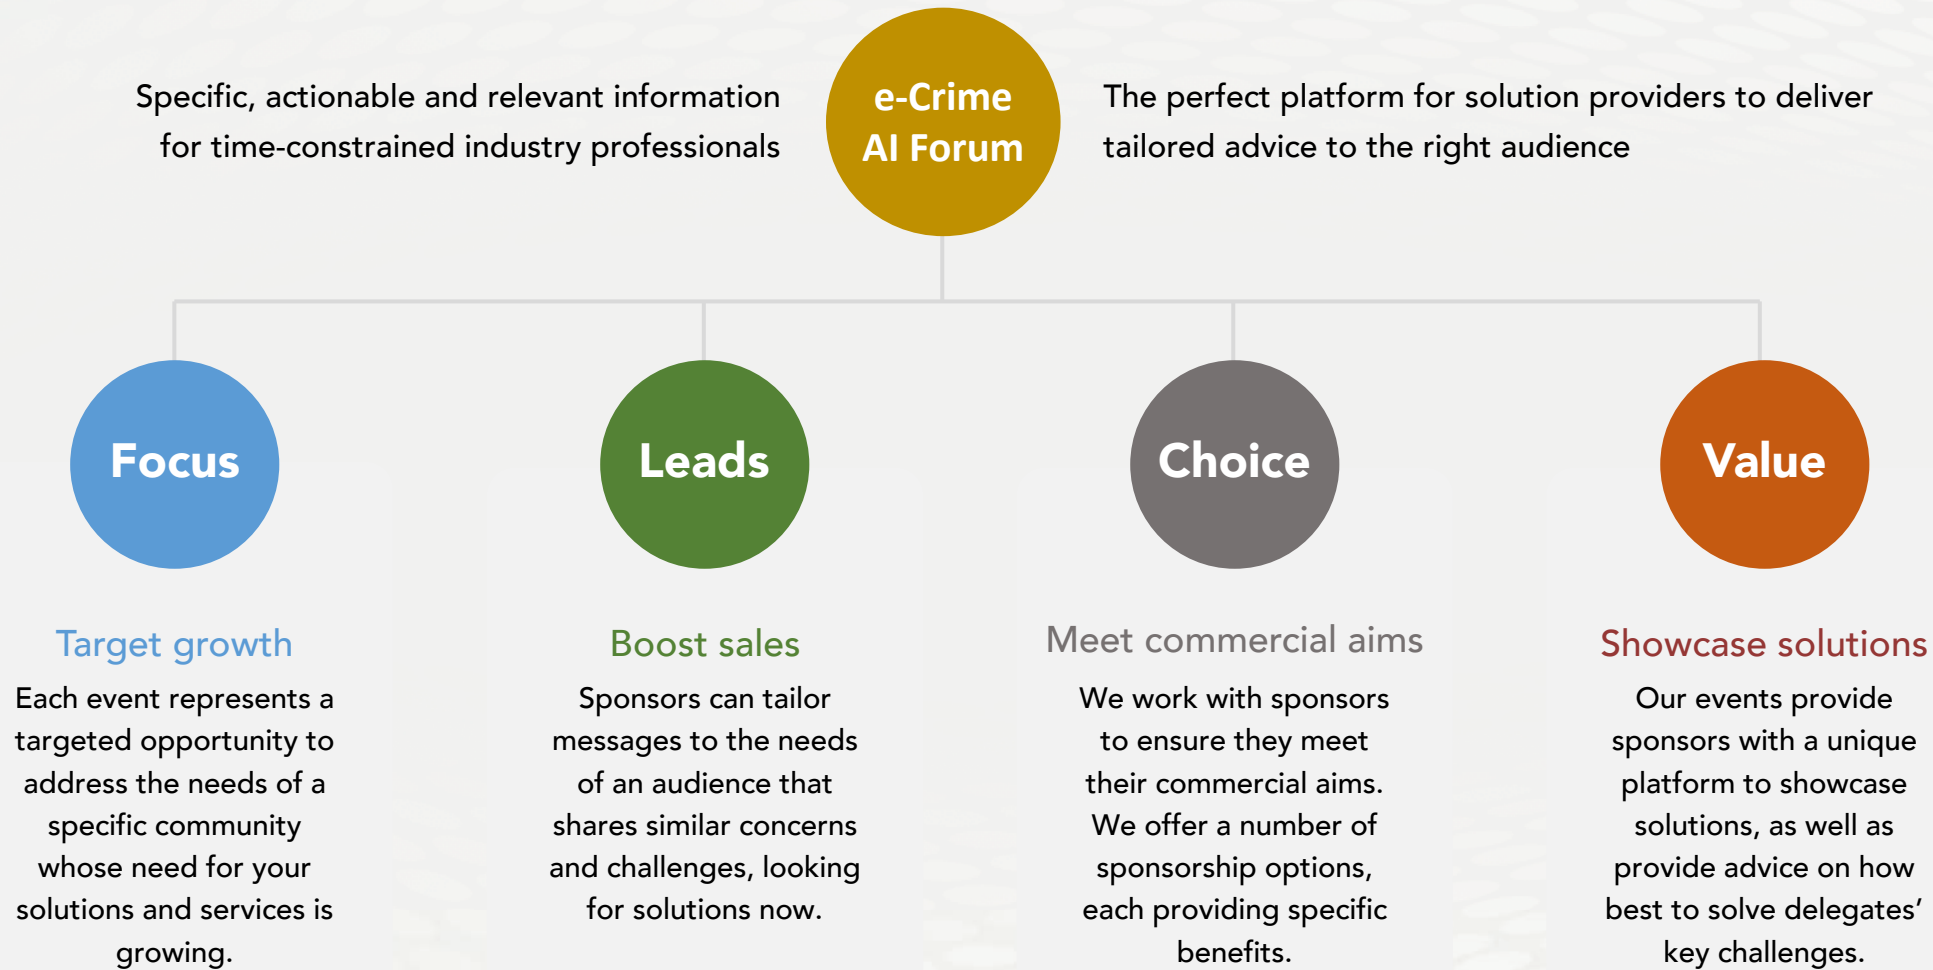 Specific, actionable and relevant information
for time-constrained industry professionals
e-Crime
AI Forum
The perfect platform for solution providers to deliver
tailored advice to the right audience
Focus
Leads
Choice
Value
Target growth
Each event represents a
targeted opportunity to
address the needs of a
specific community
whose need for your
solutions and services is
growing.
Boost sales
Sponsors can tailor
messages to the needs
of an audience that
shares similar concerns
and challenges, looking
for solutions now.
Meet commercial aims
We work with sponsors
to ensure they meet
their commercial aims.
We offer a number of
sponsorship options,
each providing specific
benefits.
Showcase solutions
Our events provide
sponsors with a unique
platform to showcase
solutions, as well as
provide advice on how
best to solve delegates’
key challenges.